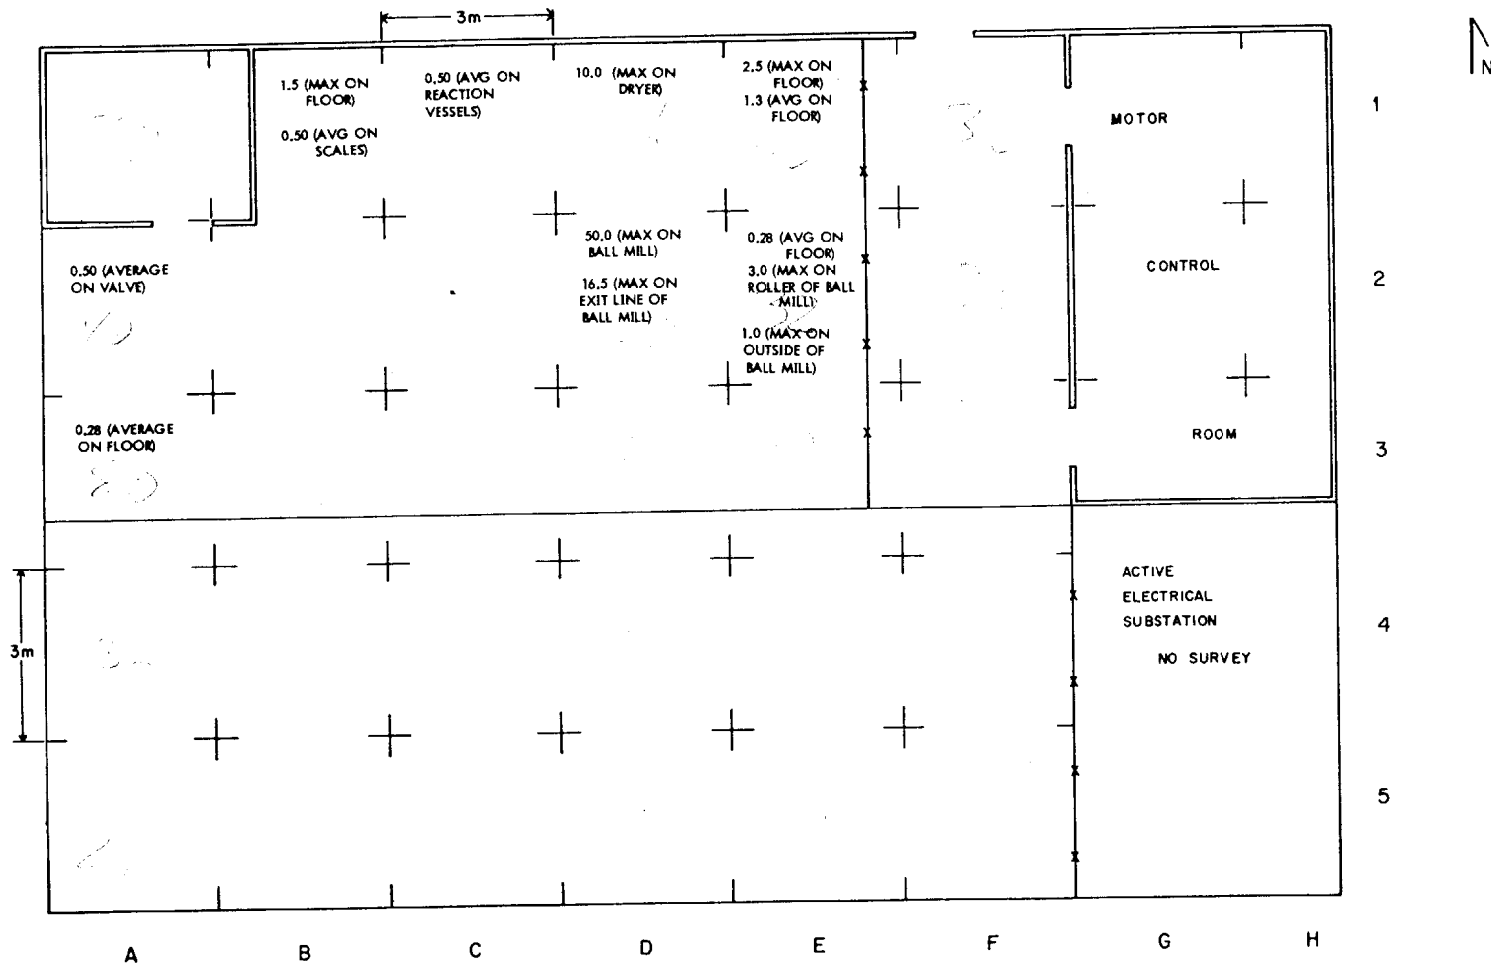 3m
N
1.5 (MAX ON
FLOOR)
0.50 (AVG ON
SCALES)
0.50 (AVG ON
REACTION
VESSELS)
10.0 (MAX ON
DRYER)
2.5 (MAX ON
FLOOR)
1.3 (AVG ON
FLOOR)
MOTOR
1
0.50 (AVERAGE
ON VALVE)
50.0 (MAX ON
BALL MILL)
16.5 (MAX ON
EXIT LINE OF
BALL MILL)
0.28 (AVG ON
FLOOR)
3.0 (MAX ON
ROLLER OF BALL
MILL)
1.0 (MAX ON
OUTSIDE OF
BALL MILL)
CONTROL
2
0.28 (AVERAGE
ON FLOOR)
ROOM
3
3m
ACTIVE
ELECTRICAL
SUBSTATION
NO SURVEY
4
5
A B C D E F G H